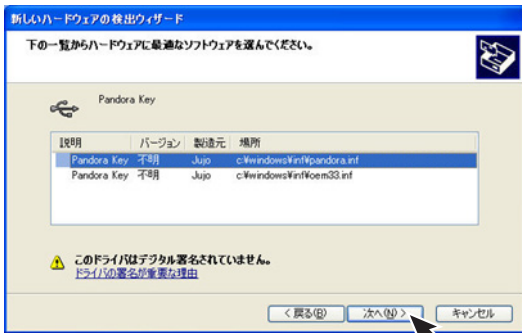 新しいハードウェアの検出ウィザード
下の一覧からハードウェアに最適なソフトウェアを選んでください。
Pandora Key
説明 バージョン 製造元 場所
Pandora Key 不明 Jujo c:¥windows¥inf¥pandora.inf
Pandora Key 不明 Jujo c:¥windows¥inf¥oem33.inf
このドライバはデジタル署名されていません。
ドライバの署名が重要な理由
< 戻る(B) 次へ(N) > キャンセル